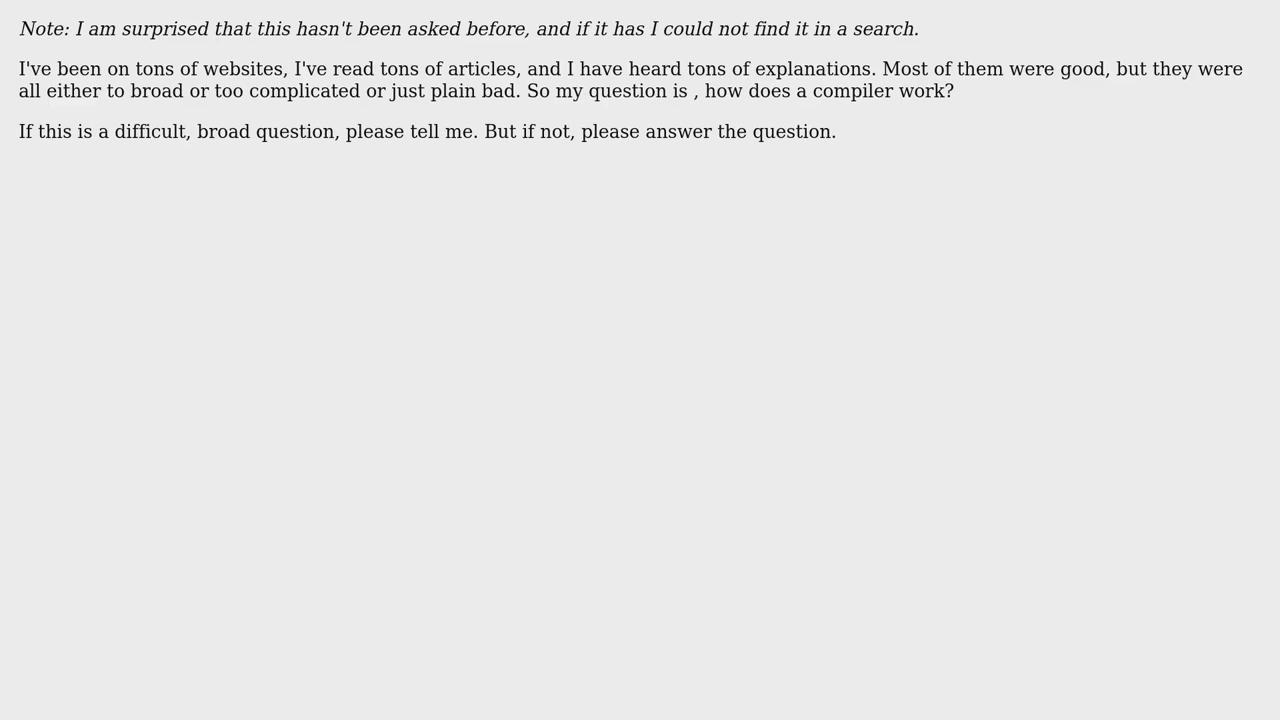 Note: I am surprised that this hasn't been asked before, and if it has I could not find it in a search.
I've been on tons of websites, I've read tons of articles, and I have heard tons of explanations. Most of them were good, but they were
all either to broad or too complicated or just plain bad. So my question is , how does a compiler work?
If this is a difficult, broad question, please tell me. But if not, please answer the question.